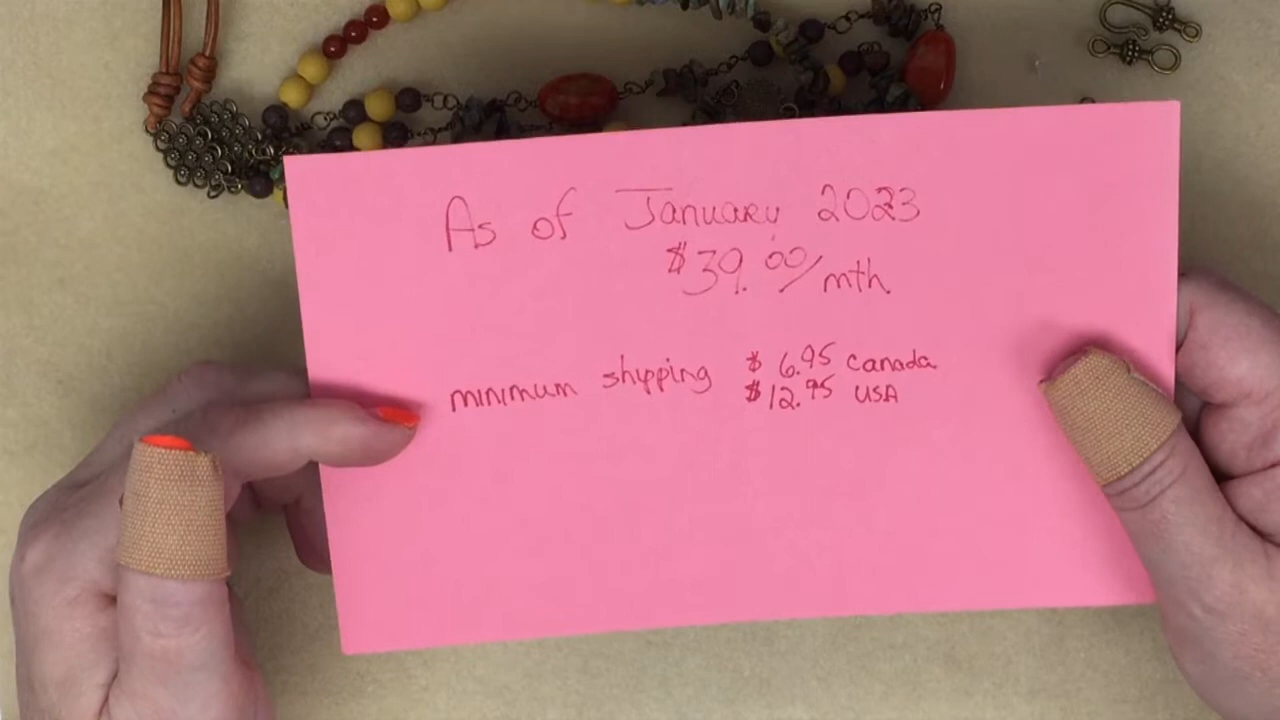 As of January 2023
$39.00/mth
minimum shipping $ 6.95 Canada
$12.95 USA